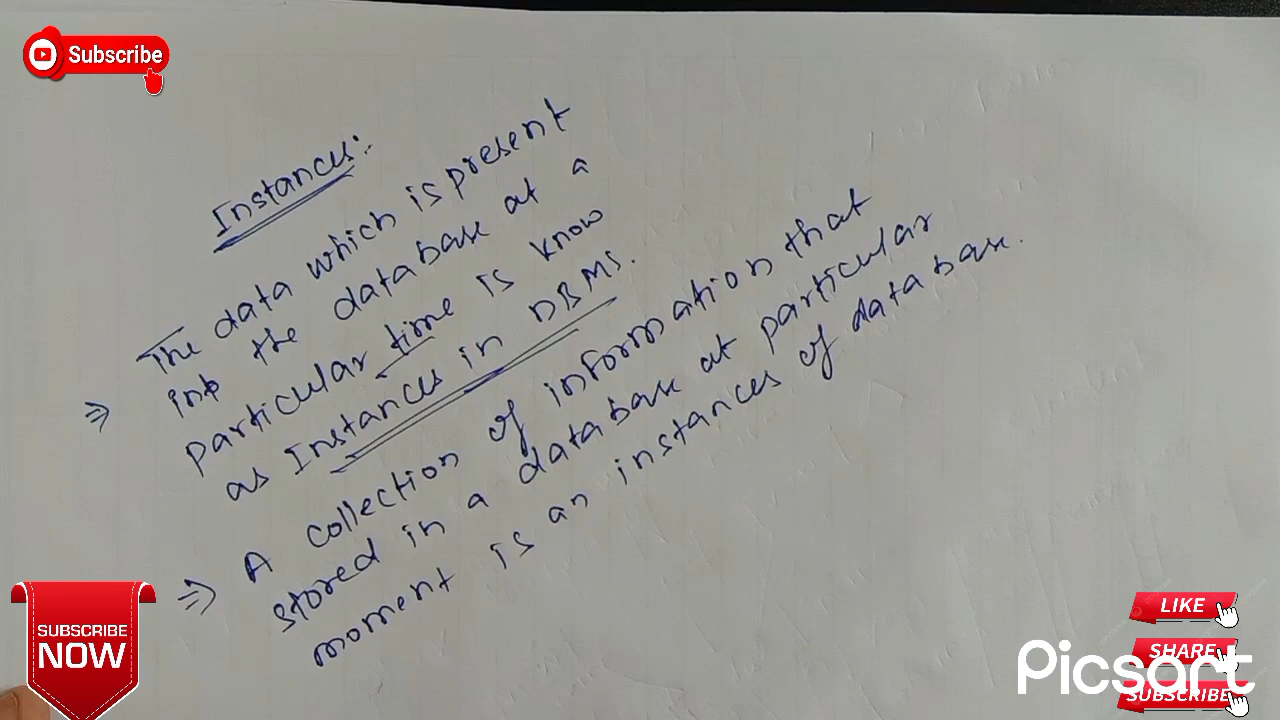 Subscribe
Instances:-
⇒ The data which is present
into the database at a
particular time is know
as Instances in DBMS.
⇒ A collection of information that
stored in a database at particular
moment is an instances of database.
SUBSCRIBE
NOW
LIKE
SHARE
SUBSCRIBE
Picsart